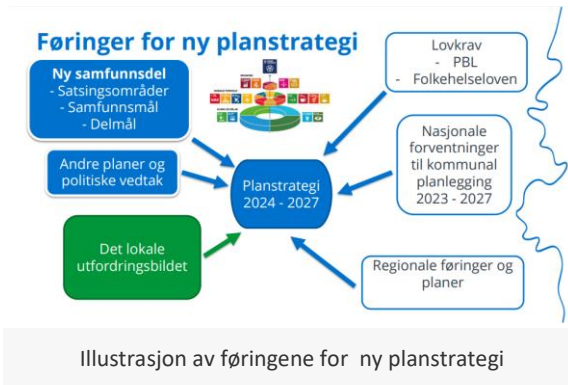 Føringer for ny planstrategi
Ny samfunnsdel
- Satsingsområder
- Samfunnsmål
- Delmål
Andre planer og
politiske vedtak
Det lokale
utfordringsbildet
Planstrategi
2024 - 2027
Lovkrav
- PBL
- Folkehelseloven
Nasjonale
forventninger
til kommunal
planlegging
2023 - 2027
Regionale føringer og
planer
Illustrasjon av føringene for ny planstrategi